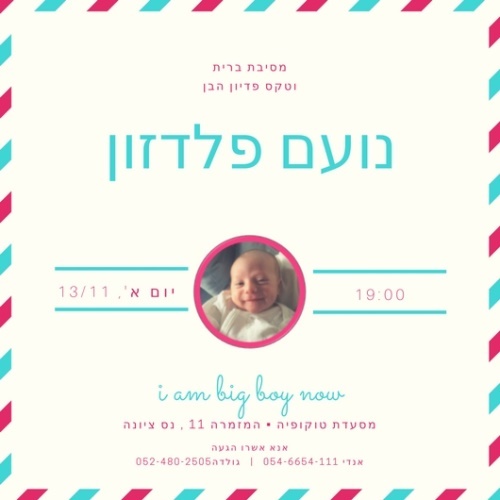 מסיבת ברית
וטקס פדיון הבן
נועם פלדזון
יום א', 13/11
19:00
i am big boy now
מסעדת טוקופיה • המזמרה 11 , נס ציונה
אנא אשרו הגעה
אנדי 054-6654-111 | גולדה052-480-2505